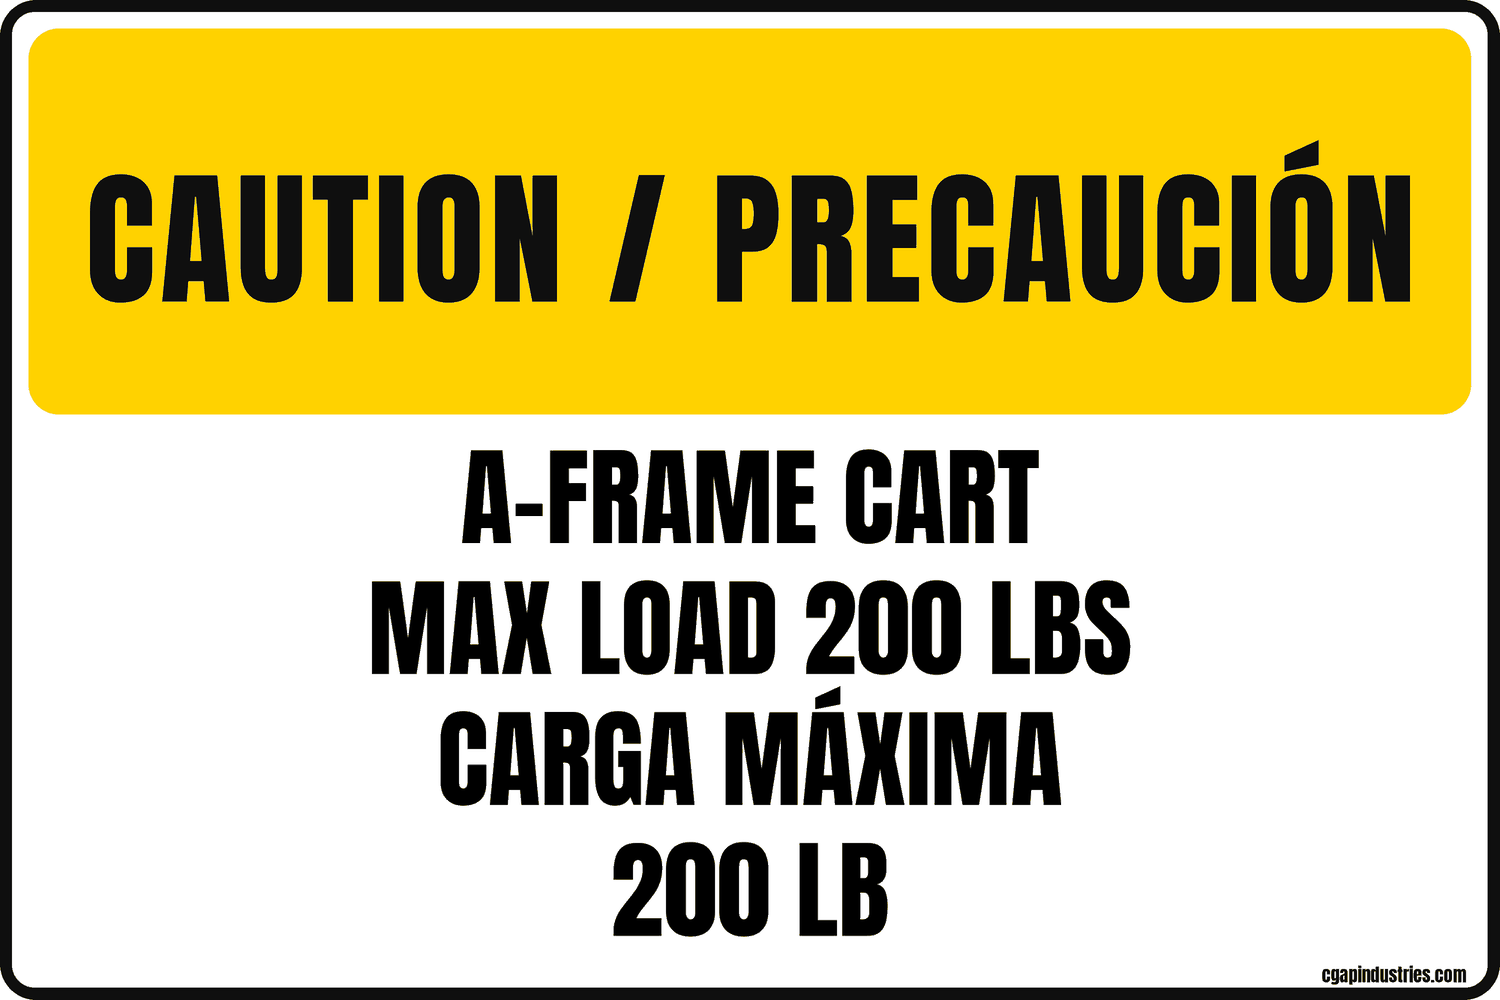 CAUTION / PRECAUCIÓN
A-FRAME CART
MAX LOAD 200 LBS
CARGA MÁXIMA
200 LB
cgapindustries.com